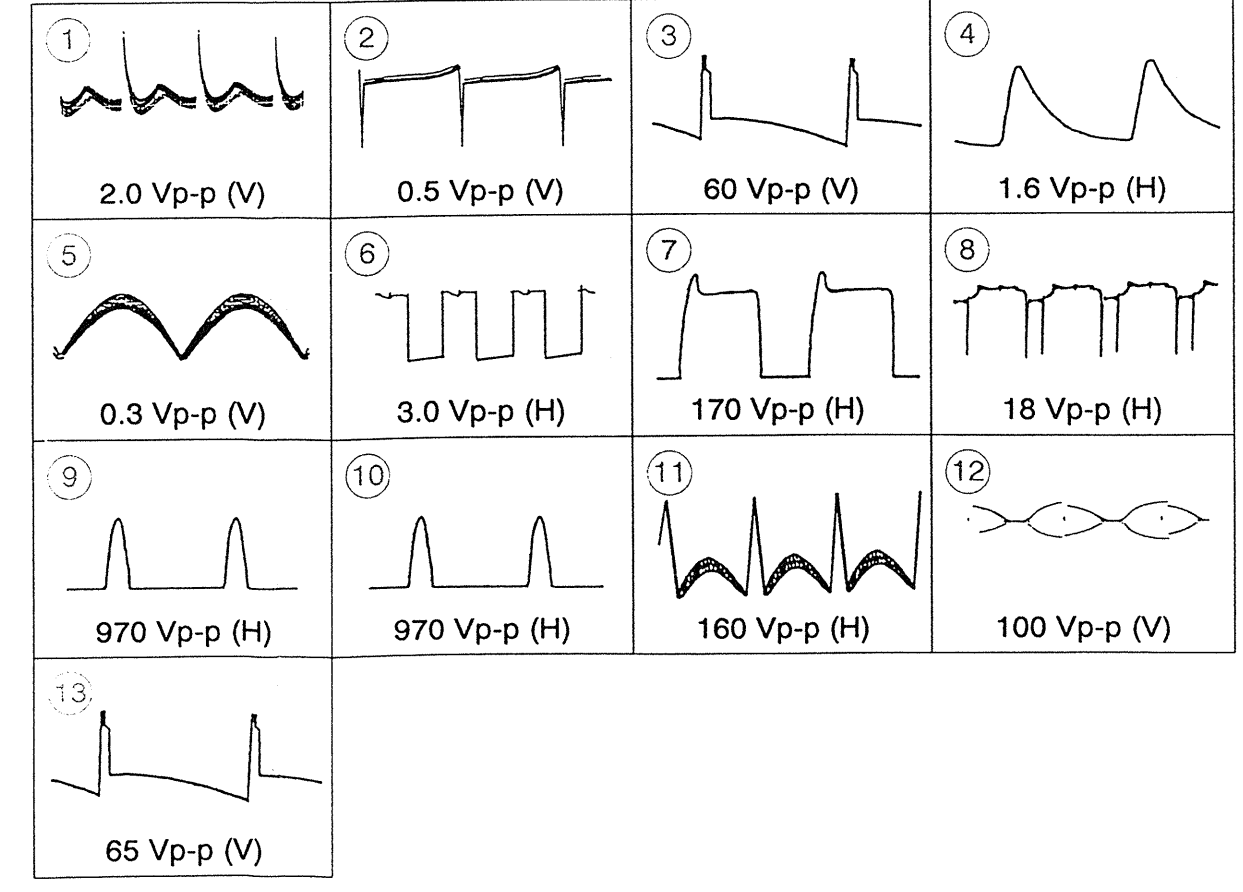 1
2.0 Vp-p (V)
2
0.5 Vp-p (V)
3
60 Vp-p (V)
4
1.6 Vp-p (H)
5
0.3 Vp-p (V)
6
3.0 Vp-p (H)
7
170 Vp-p (H)
8
18 Vp-p (H)
9
970 Vp-p (H)
10
970 Vp-p (H)
11
160 Vp-p (H)
12
100 Vp-p (V)
13
65 Vp-p (V)